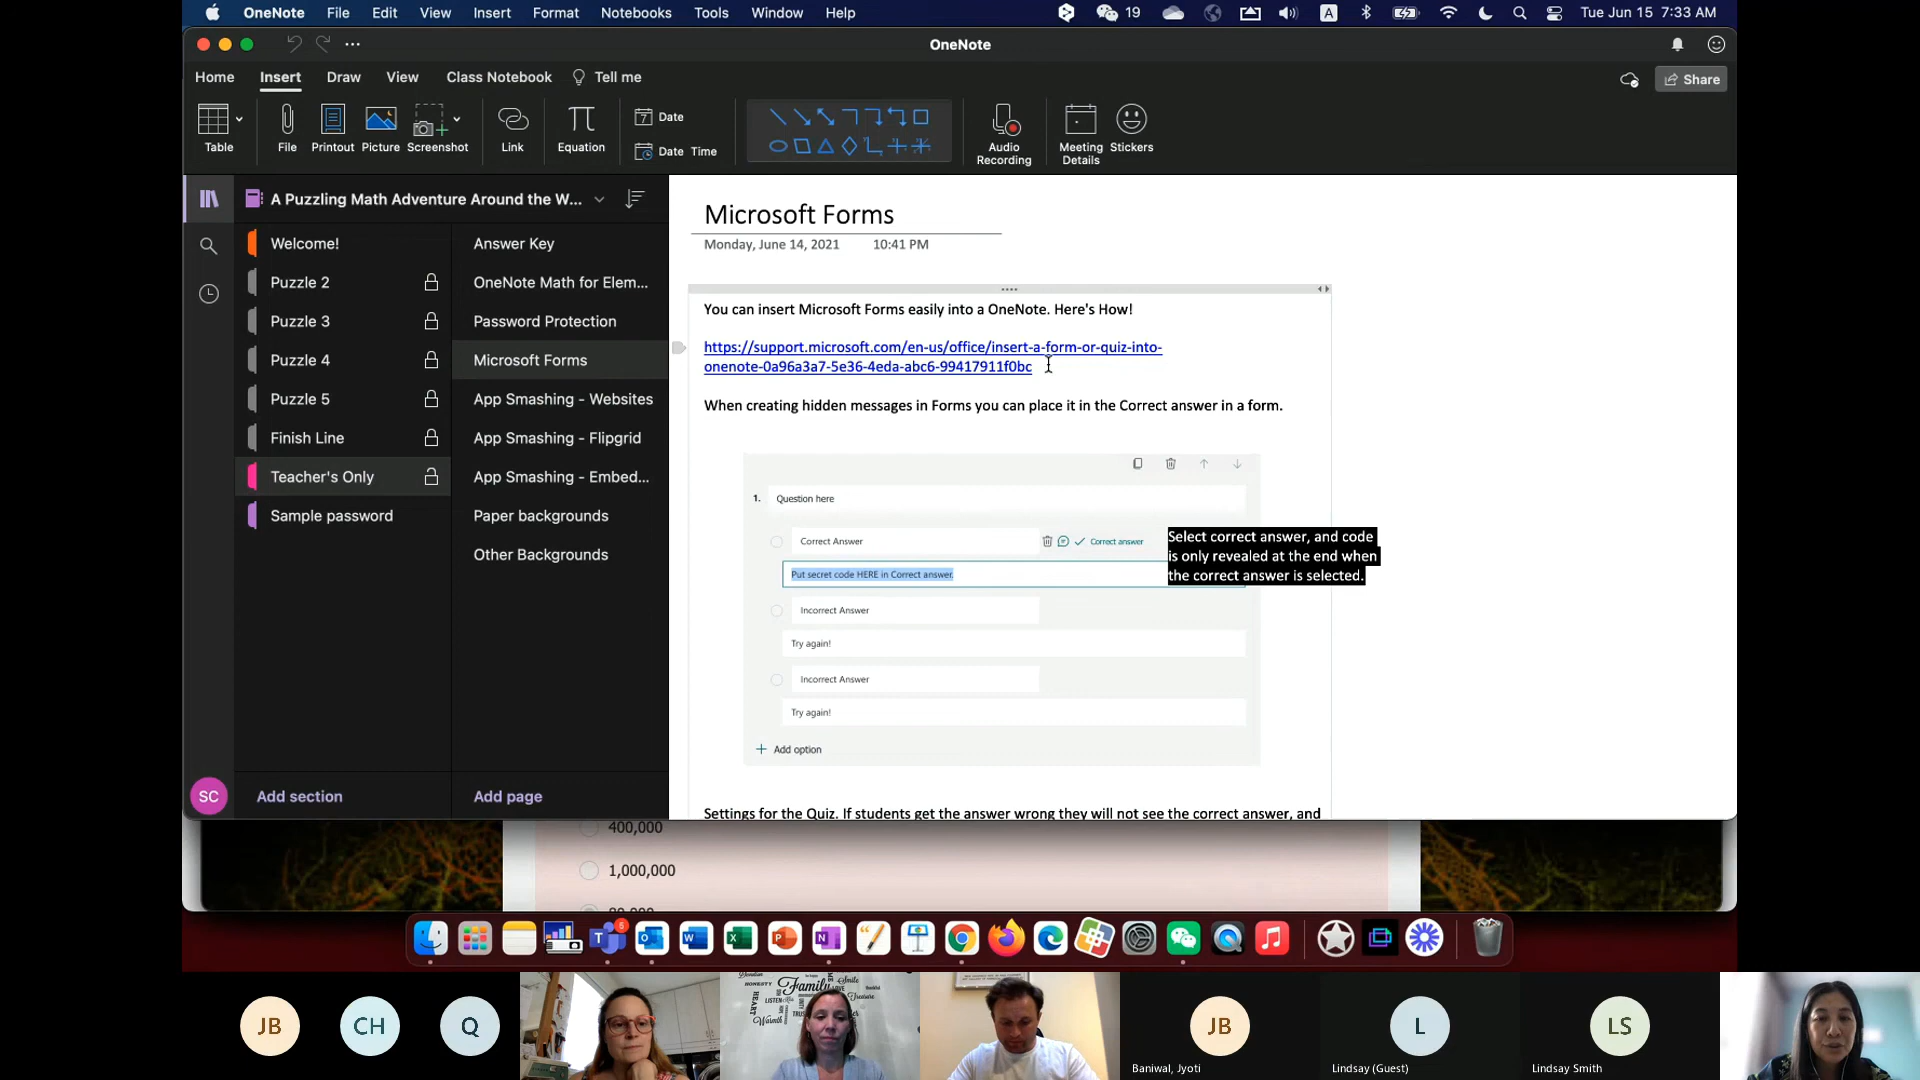 OneNote File Edit View Insert Format Notebooks Tools Window Help
19 A Tue Jun 15 7:33 AM
OneNote
Home Insert Draw View Class Notebook Tell me
Share
Table File Printout Picture Screenshot Link Equation
Date
Date Time
Audio Recording
Meeting Details
Stickers
A Puzzling Math Adventure Around the W...
Welcome!
Puzzle 2
Puzzle 3
Puzzle 4
Puzzle 5
Finish Line
Teacher's Only
Sample password
Add section
SC
Answer Key
OneNote Math for Elem...
Password Protection
Microsoft Forms
App Smashing - Websites
App Smashing - Flipgrid
App Smashing - Embed...
Paper backgrounds
Other Backgrounds
Add page
Microsoft Forms
Monday, June 14, 2021 10:41 PM
You can insert Microsoft Forms easily into a OneNote. Here's How!
https://support.microsoft.com/en-us/office/insert-a-form-or-quiz-into-
onenote-0a96a3a7-5e36-4eda-abc6-99417911f0bc
When creating hidden messages in Forms you can place it in the Correct answer in a form.
1. Question here
Correct Answer
Correct answer
Put secret code HERE in Correct answer.
Select correct answer, and code
is only revealed at the end when
the correct answer is selected.
Incorrect Answer
Try again!
Incorrect Answer
Try again!
Add option
Settings for the Quiz. If students get the answer wrong they will not see the correct answer, and
400,000
1,000,000
JB
CH
Q
HONESTY
Family
Smile
LISTEN
Treasure
HEART
Warmth
JB
Baniwal, Jyoti
L
Lindsay (Guest)
LS
Lindsay Smith